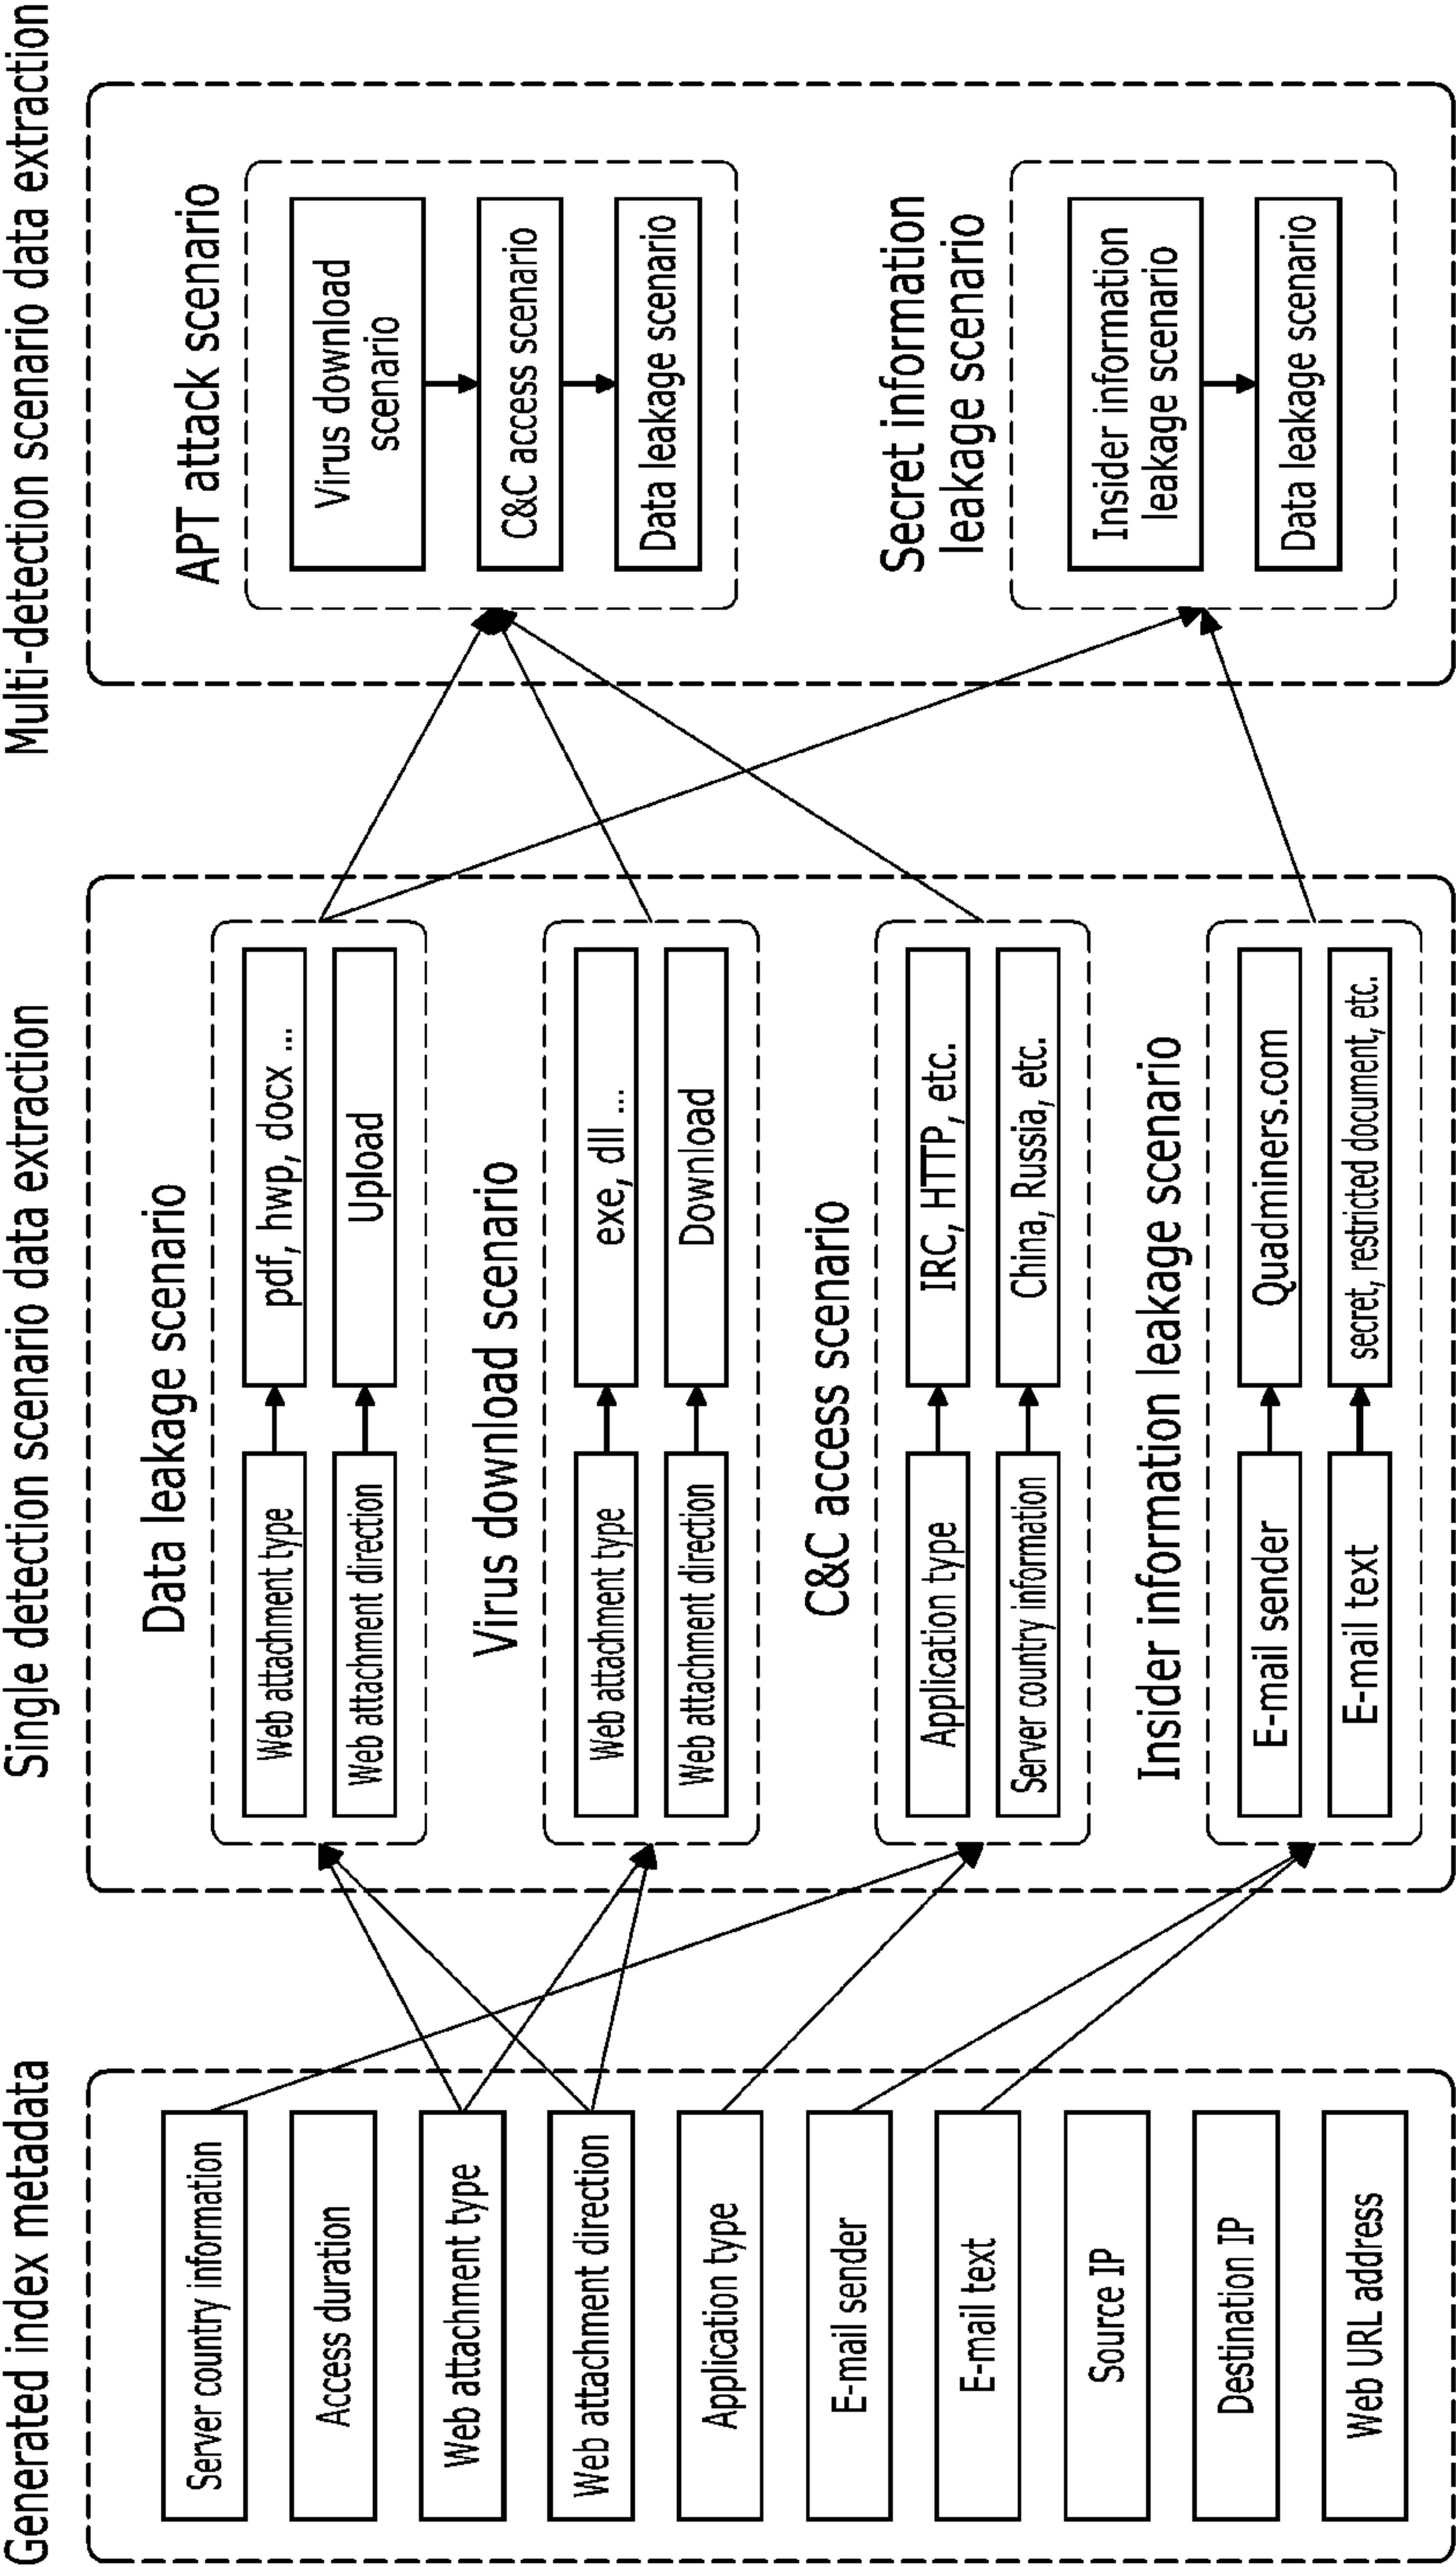 Generated index metadata
Server country information
Access duration
Web attachment type
Web attachment direction
Application type
E-mail sender
E-mail text
Source IP
Destination IP
Web URL address
Single detection scenario data extraction
Data leakage scenario
Web attachment type
pdf, hwp, docx ...
Web attachment direction
Upload
Virus download scenario
Web attachment type
exe, dll ...
Web attachment direction
Download
C&C access scenario
Application type
IRC, HTTP, etc.
Server country information
China, Russia, etc.
Insider information leakage scenario
E-mail sender
Quadminers.com
E-mail text
secret, restricted document, etc.
Multi-detection scenario data extraction
APT attack scenario
Virus download
scenario
C&C access scenario
Data leakage scenario
Secret information
leakage scenario
Insider information
leakage scenario
Data leakage scenario